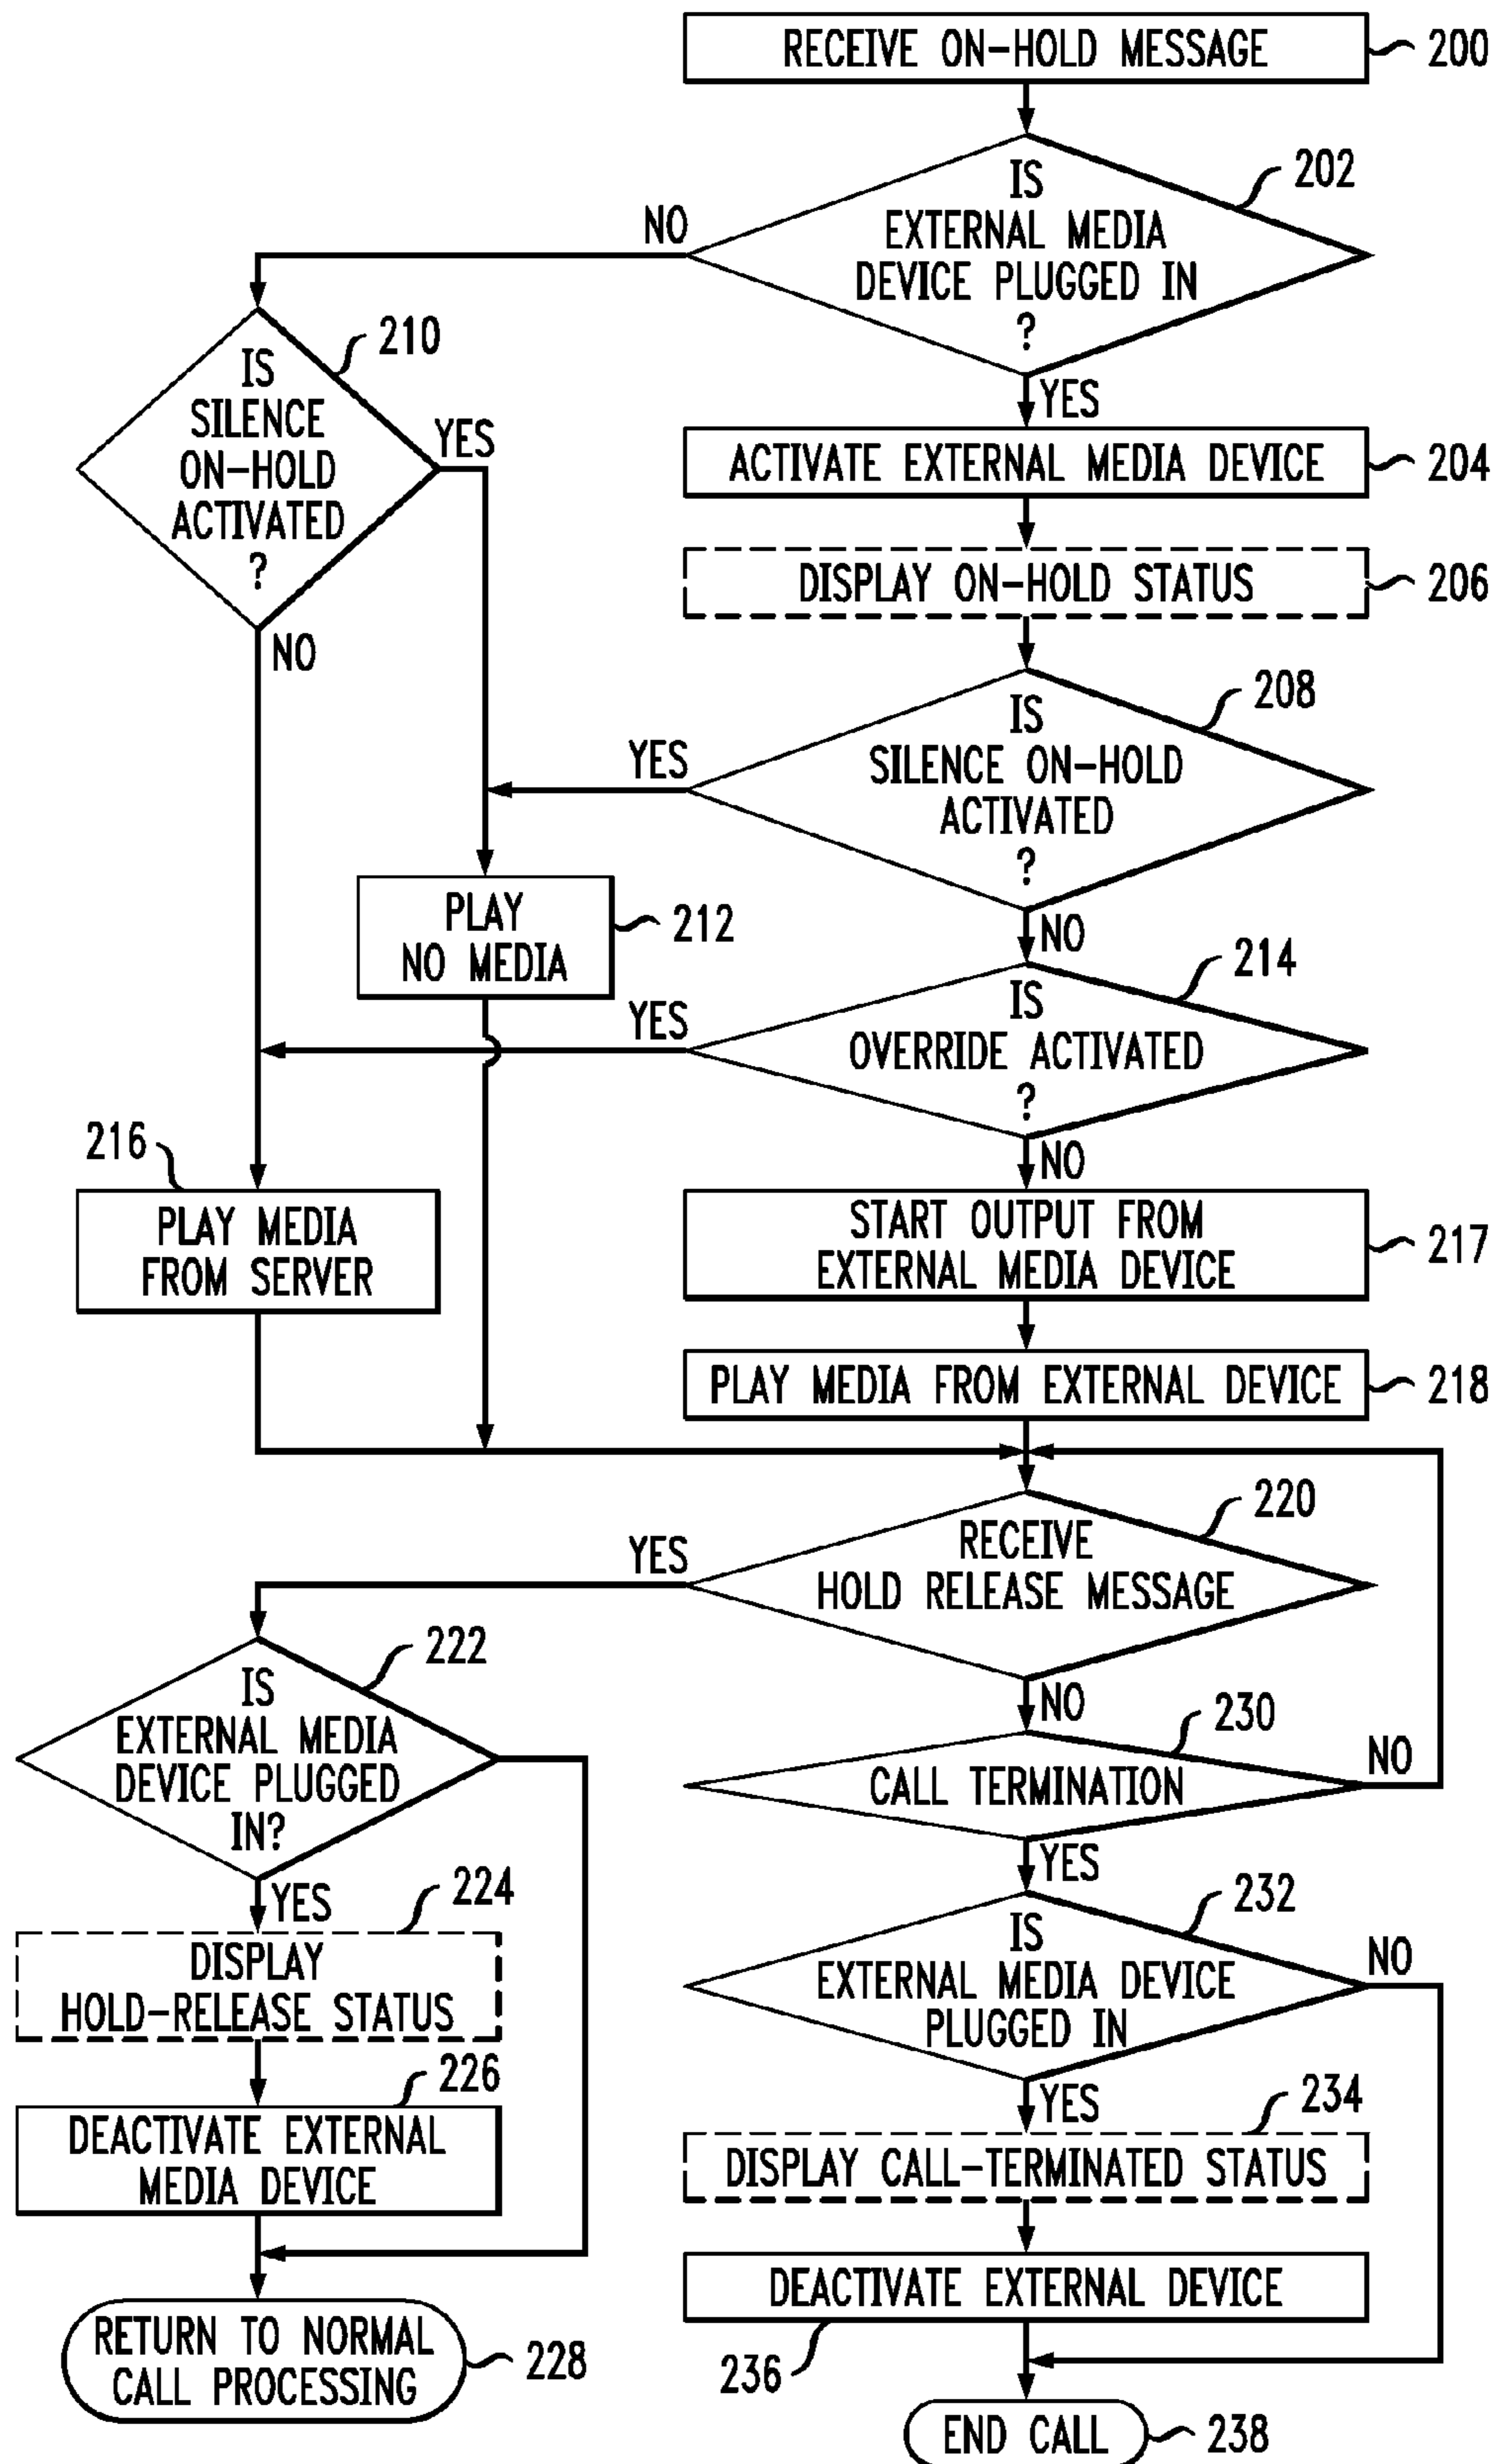 RECEIVE ON-HOLD MESSAGE
200
IS
EXTERNAL MEDIA
DEVICE PLUGGED IN
?
202
NO
YES
IS
SILENCE
ON-HOLD
ACTIVATED
?
210
YES
NO
ACTIVATE EXTERNAL MEDIA DEVICE
204
DISPLAY ON-HOLD STATUS
206
IS
SILENCE ON-HOLD
ACTIVATED
?
208
YES
NO
PLAY
NO MEDIA
212
IS
OVERRIDE ACTIVATED
?
214
YES
NO
216
PLAY MEDIA
FROM SERVER
START OUTPUT FROM
EXTERNAL MEDIA DEVICE
217
PLAY MEDIA FROM EXTERNAL DEVICE
218
RECEIVE
HOLD RELEASE MESSAGE
220
YES
NO
IS
EXTERNAL MEDIA
DEVICE PLUGGED
IN?
222
YES
CALL TERMINATION
230
NO
YES
224
DISPLAY
HOLD-RELEASE STATUS
IS
EXTERNAL MEDIA DEVICE
PLUGGED IN
232
NO
YES
226
DEACTIVATE EXTERNAL
MEDIA DEVICE
234
DISPLAY CALL-TERMINATED STATUS
DEACTIVATE EXTERNAL DEVICE
236
RETURN TO NORMAL
CALL PROCESSING
228
END CALL
238